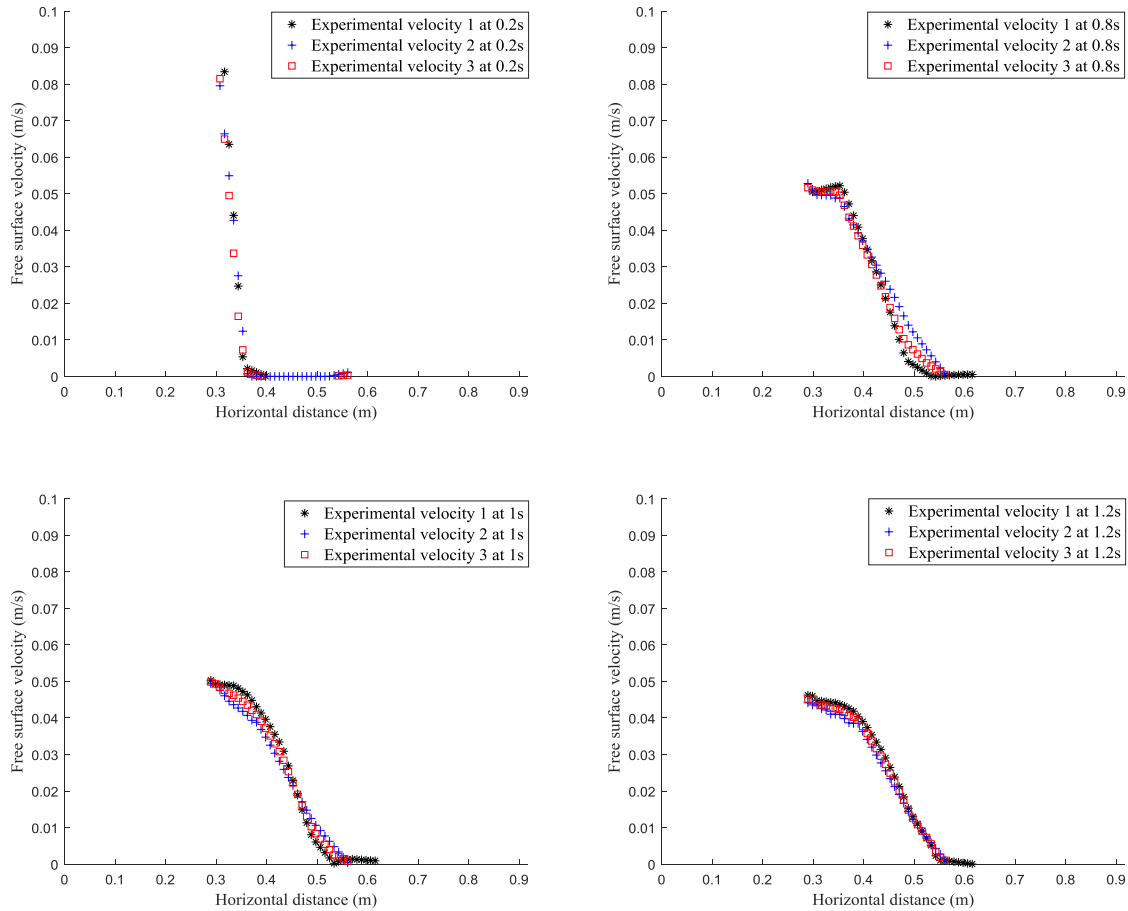 Experimental velocity 1 at 0.2s
Experimental velocity 2 at 0.2s
Experimental velocity 3 at 0.2s
0.1
0.09
0.08
0.07
0.06
0.05
0.04
0.03
0.02
0.01
0
Free surface velocity (m/s)
0 0.1 0.2 0.3 0.4 0.5 0.6 0.7 0.8 0.9
Horizontal distance (m)
Experimental velocity 1 at 0.8s
Experimental velocity 2 at 0.8s
Experimental velocity 3 at 0.8s
0.1
0.09
0.08
0.07
0.06
0.05
0.04
0.03
0.02
0.01
0
Free surface velocity (m/s)
0 0.1 0.2 0.3 0.4 0.5 0.6 0.7 0.8 0.9
Horizontal distance (m)
Experimental velocity 1 at 1s
Experimental velocity 2 at 1s
Experimental velocity 3 at 1s
0.1
0.09
0.08
0.07
0.06
0.05
0.04
0.03
0.02
0.01
0
Free surface velocity (m/s)
0 0.1 0.2 0.3 0.4 0.5 0.6 0.7 0.8 0.9
Horizontal distance (m)
Experimental velocity 1 at 1.2s
Experimental velocity 2 at 1.2s
Experimental velocity 3 at 1.2s
0.1
0.09
0.08
0.07
0.06
0.05
0.04
0.03
0.02
0.01
0
Free surface velocity (m/s)
0 0.1 0.2 0.3 0.4 0.5 0.6 0.7 0.8 0.9
Horizontal distance (m)